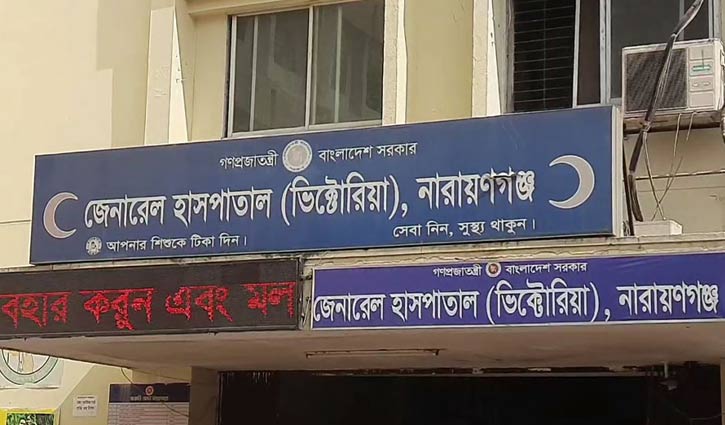 গণপ্রজাতন্ত্রী বাংলাদেশ সরকার
জেনারেল হাসপাতাল (ভিক্টোরিয়া), নারায়ণগঞ্জ
আপনার শিশুকে টিকা দিন। সেবা নিন, সুস্থ্য থাকুন।
গণপ্রজাতন্ত্রী বাংলাদেশ সরকার
বহার করুন এবং মল
জেনারেল হাসপাতাল (ভিক্টোরিয়া), নারায়ণগঞ্জ